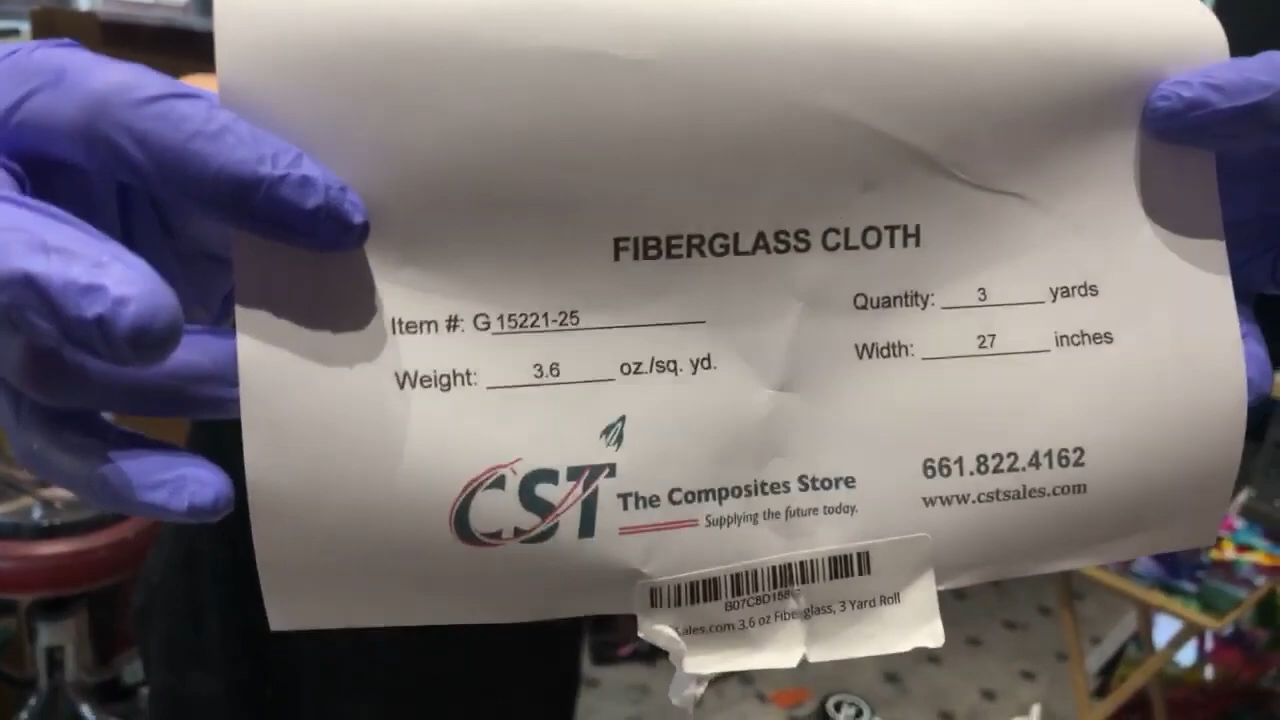 FIBERGLASS CLOTH
Item #: G 15221-25
Quantity: 3 yards
Weight: 3.6 oz./sq. yd.
Width: 27 inches
CST The Composites Store
Supplying the future today.
661.822.4162
www.cstsales.com
ales.com 3.6 oz Fiberglass, 3 Yard Roll